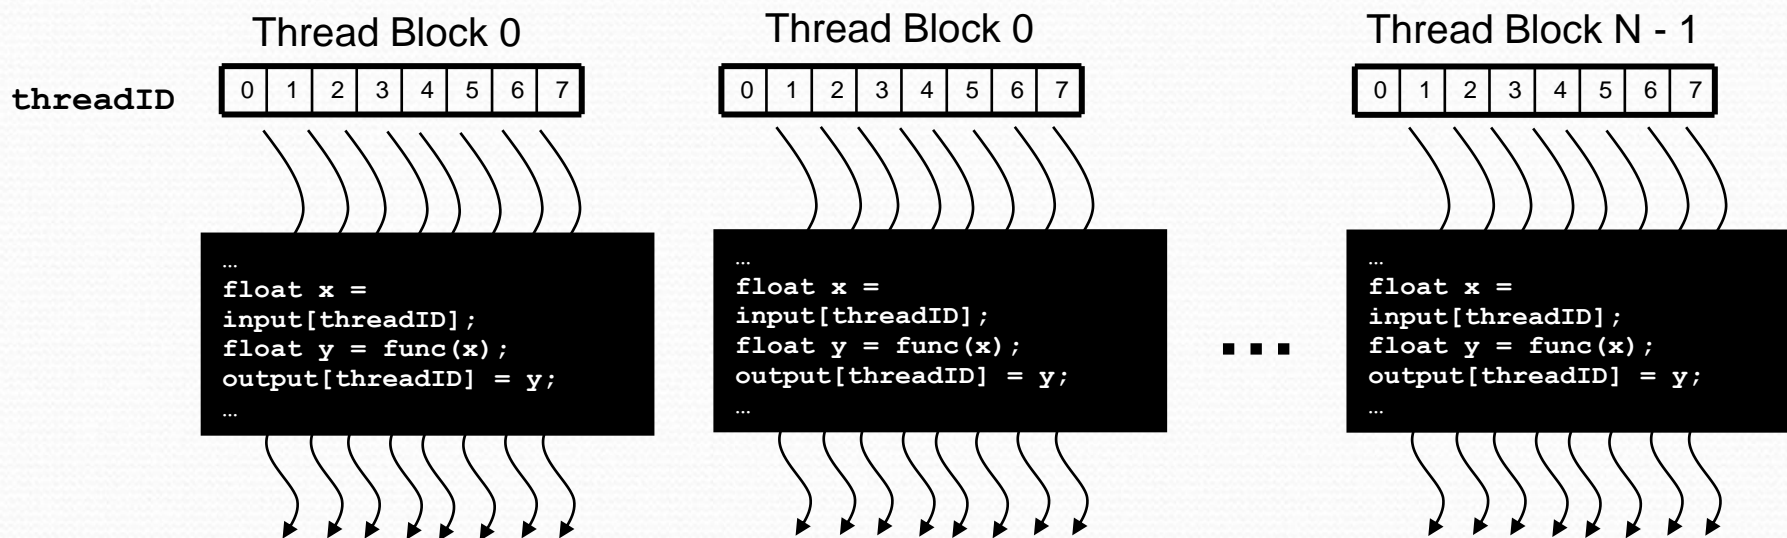 Thread Block 0
Thread Block 0
Thread Block N - 1
threadID
0 1 2 3 4 5 6 7
0 1 2 3 4 5 6 7
0 1 2 3 4 5 6 7
…
float x =
input[threadID];
float y = func(x);
output[threadID] = y;
…
…
float x =
input[threadID];
float y = func(x);
output[threadID] = y;
…
…
…
float x =
input[threadID];
float y = func(x);
output[threadID] = y;
…